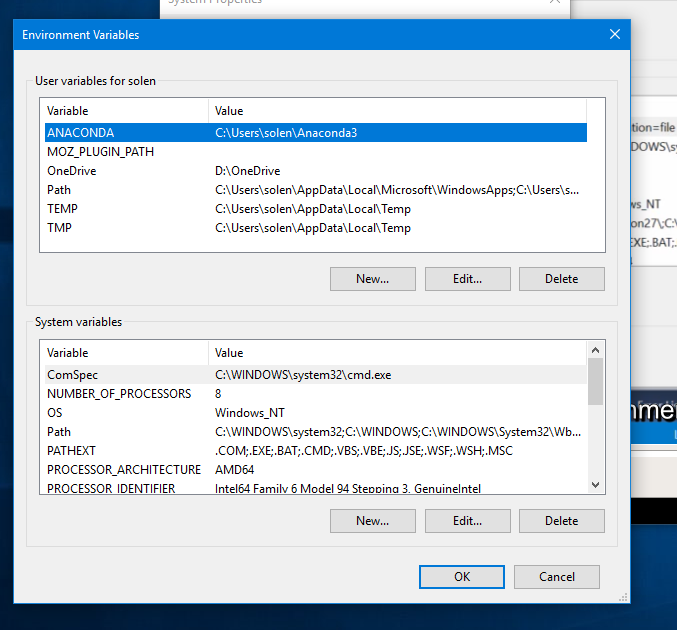 System Properties
Environment Variables
User variables for solen
Variable Value
ANACONDA C:\Users\solen\Anaconda3
MOZ_PLUGIN_PATH
OneDrive D:\OneDrive
Path C:\Users\solen\AppData\Local\Microsoft\WindowsApps;C:\Users\s...
TEMP C:\Users\solen\AppData\Local\Temp
TMP C:\Users\solen\AppData\Local\Temp
New... Edit... Delete
System variables
Variable Value
ComSpec C:\WINDOWS\system32\cmd.exe
NUMBER_OF_PROCESSORS 8
OS Windows_NT
Path C:\WINDOWS\system32;C:\WINDOWS;C:\WINDOWS\System32\Wb...
PATHEXT .COM;.EXE;.BAT;.CMD;.VBS;.VBE;.JS;.JSE;.WSF;.WSH;.MSC
PROCESSOR_ARCHITECTURE AMD64
PROCESSOR_IDENTIFIER Intel64 Family 6 Model 94 Stepping 3, GenuineIntel
New... Edit... Delete
OK Cancel
tion=file
DOWS\sy
ws_NT
on27\;C:\
EXE;.BAT;.
nmer